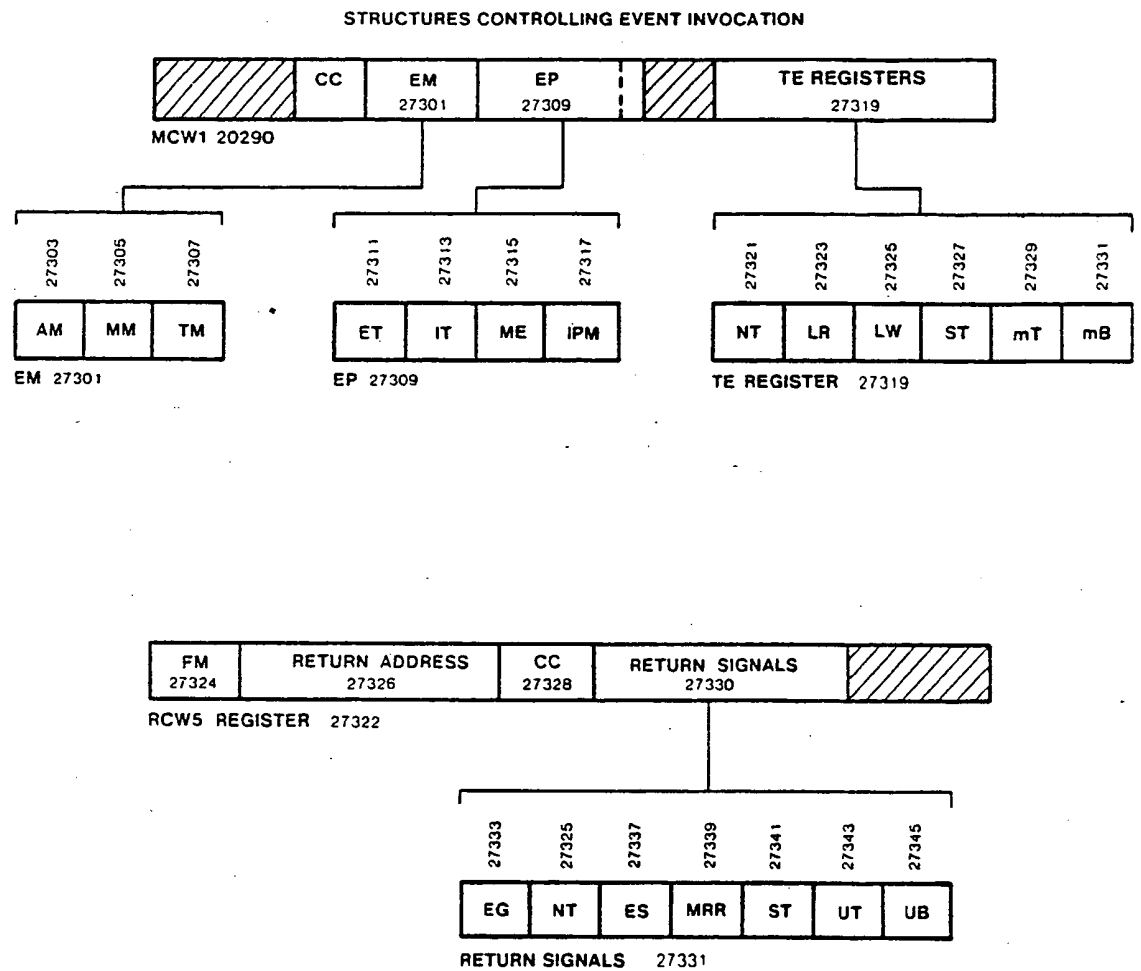 STRUCTURES CONTROLLING EVENT INVOCATION
CC EM EP TE REGISTERS
27301 27309 27319
MCW1 20290
27303 27305 27307 27311 27313 27315 27317 27321 27323 27325 27327 27329 27331
AM MM TM ET IT ME IPM NT LR LW ST mT mB
EM 27301 EP 27309 TE REGISTER 27319
FM RETURN ADDRESS CC RETURN SIGNALS
27324 27326 27328 27330
RCW5 REGISTER 27322
27333 27325 27337 27339 27341 27343 27345
EG NT ES MRR ST UT UB
RETURN SIGNALS 27331